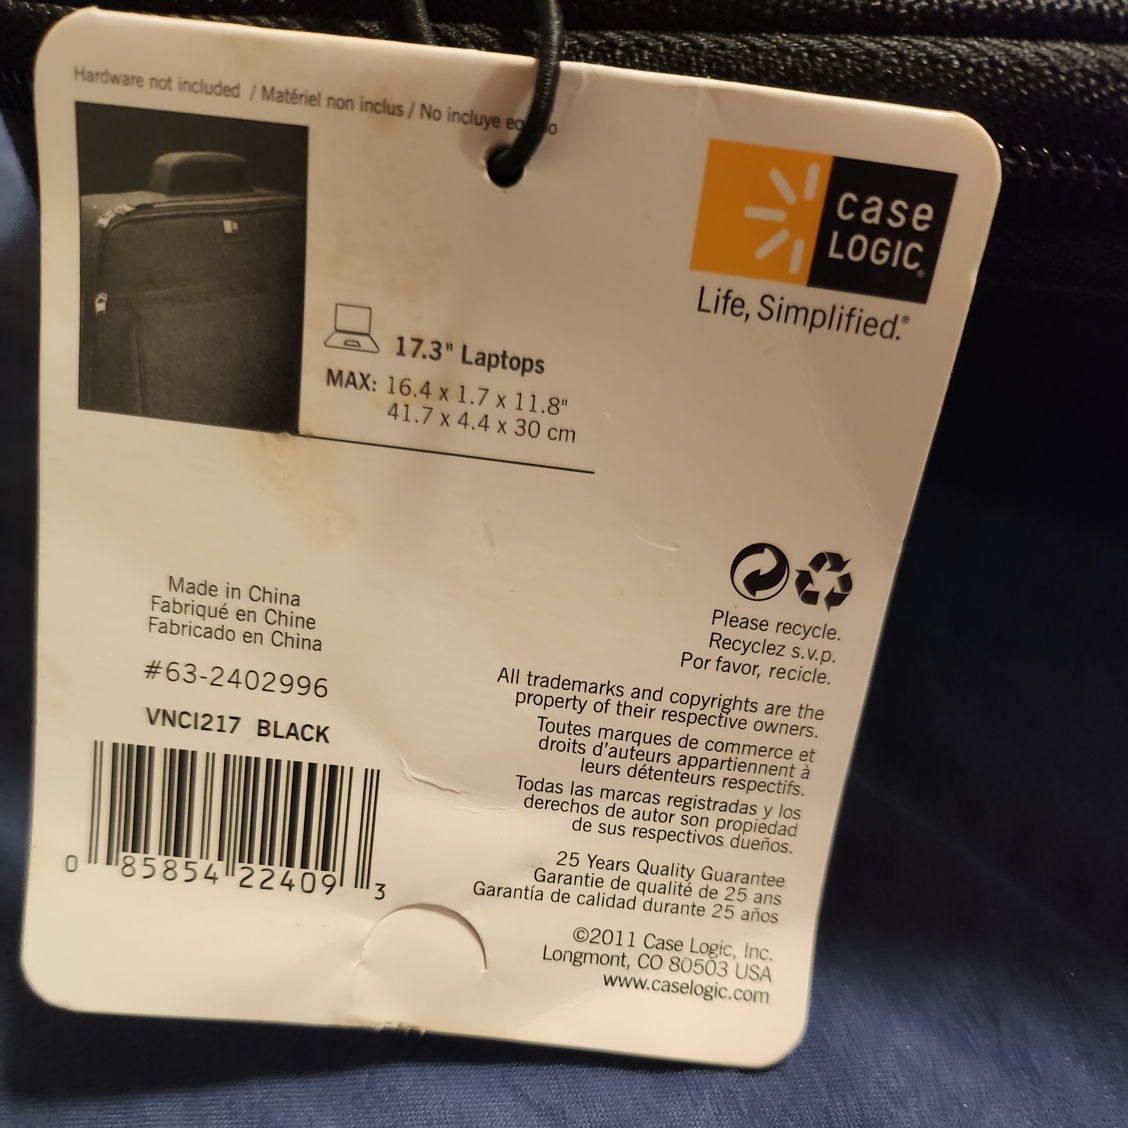 Hardware not included / Matériel non inclus / No incluye
case
LOGIC®
Life, Simplified.®
17.3" Laptops
MAX: 16.4 x 1.7 x 11.8"
41.7 x 4.4 x 30 cm
Made in China
Fabriqué en Chine
Fabricado en China
#63-2402996
VNCI217 BLACK
0 85854 22409 3
Please recycle.
Recyclez s.v.p.
Por favor, recicle.
All trademarks and copyrights are the
property of their respective owners.
Toutes marques de commerce et
droits d'auteurs appartiennent à
leurs détenteurs respectifs.
Todas las marcas registradas y los
derechos de autor son propiedad
de sus respectivos dueños.
25 Years Quality Guarantee
Garantie de qualité de 25 ans
Garantía de calidad durante 25 años
©2011 Case Logic, Inc.
Longmont, CO 80503 USA
www.caselogic.com